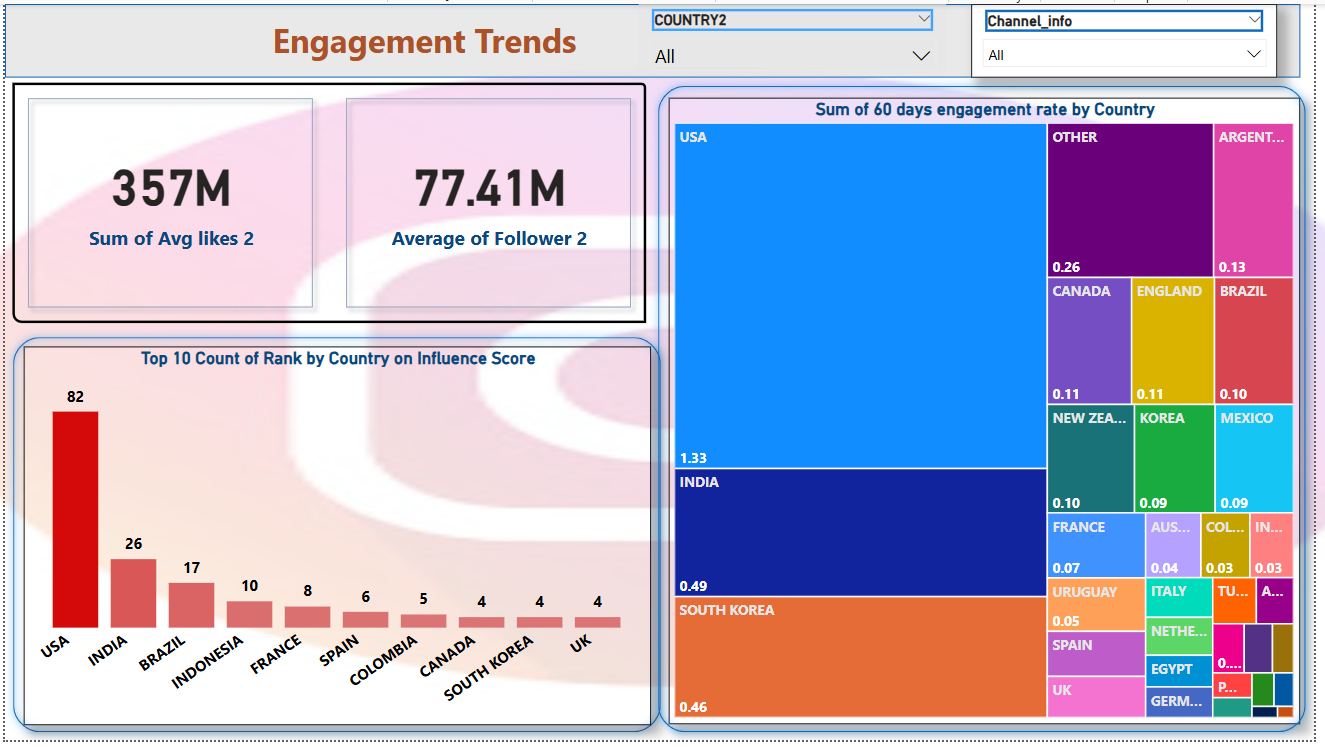 Engagement Trends
COUNTRY2
All
Channel_info
All
357M
Sum of Avg likes 2
77.41M
Average of Follower 2
Top 10 Count of Rank by Country on Influence Score
82
26
17
10
8
6
5
4
4
4
USA
INDIA
BRAZIL
INDONESIA
FRANCE
SPAIN
COLOMBIA
CANADA
SOUTH KOREA
UK
Sum of 60 days engagement rate by Country
USA
1.33
INDIA
0.49
SOUTH KOREA
0.46
OTHER
0.26
ARGENT...
0.13
CANADA
0.11
ENGLAND
0.11
BRAZIL
0.10
NEW ZEA...
0.10
KOREA
0.09
MEXICO
0.09
FRANCE
0.07
AUS...
0.04
COL...
0.03
IN...
0.03
URUGUAY
0.05
SPAIN
UK
ITALY
NETHE...
EGYPT
GERM...
TU...
A...
0....
P...